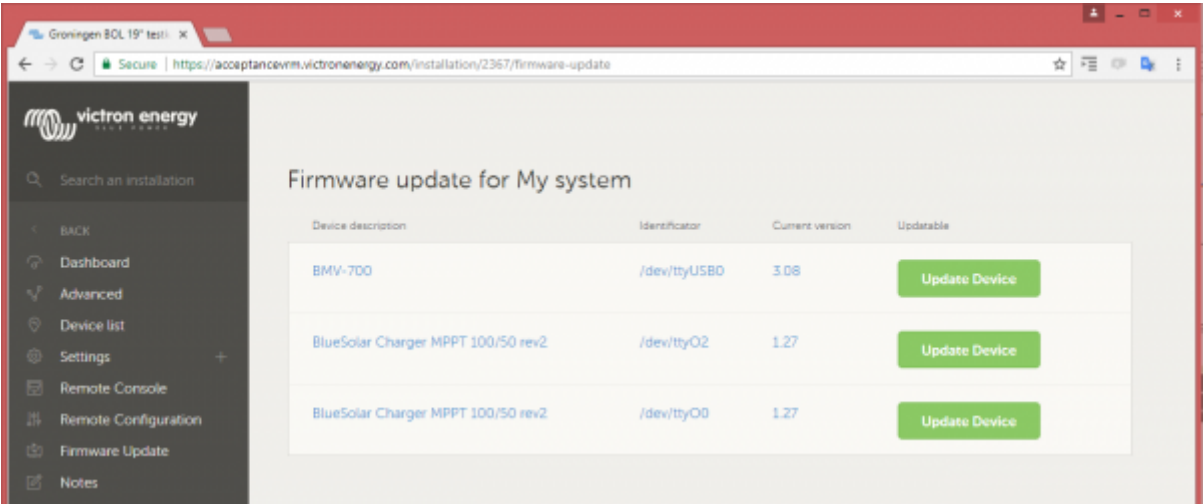 Groningen BOL 19" testi
Secure | https://acceptancevrm.victronenergy.com/installation/2367/firmware-update
victron energy
BLUE POWER
Search an installation
BACK
Dashboard
Advanced
Device list
Settings
Remote Console
Remote Configuration
Firmware Update
Notes
Firmware update for My system
Device description Identificator Current version Updatable
BMV-700 /dev/ttyUSB0 3.08 Update Device
BlueSolar Charger MPPT 100/50 rev2 /dev/ttyO2 1.27 Update Device
BlueSolar Charger MPPT 100/50 rev2 /dev/ttyO0 1.27 Update Device